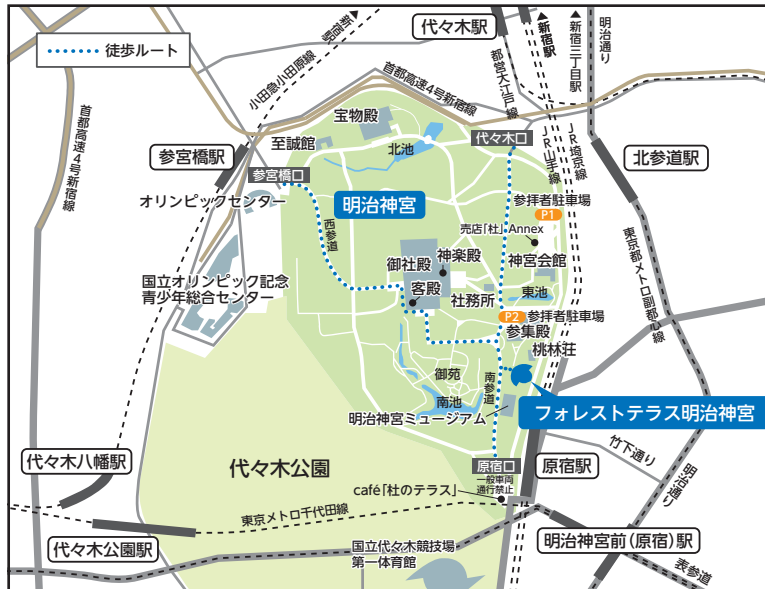 徒歩ルート
新宿駅
小田急小田原線
代々木駅
都営大江戸線
新宿駅
新宿三丁目駅
明治通り
首都高速4号新宿線
首都高速4号新宿線
宝物殿
至誠館
北池
代々木口
JR山手線
JR埼京線
参宮橋駅
参宮橋口
北参道駅
オリンピックセンター
明治神宮
西参道
参拝者駐車場
P1
売店「杜」Annex
神楽殿
神宮会館
御社殿
客殿
社務所
東池
東京都メトロ副都心線
国立オリンピック記念
青少年総合センター
P2 参拝者駐車場
参集殿
桃林荘
御苑
南参道
南池
明治神宮ミュージアム
フォレストテラス明治神宮
竹下通り
明治通り
代々木八幡駅
代々木公園
原宿口
一般車両
通行禁止
原宿駅
café「杜のテラス」
東京メトロ千代田線
代々木公園駅
国立代々木競技場
第一体育館
明治神宮前(原宿)駅
表参道